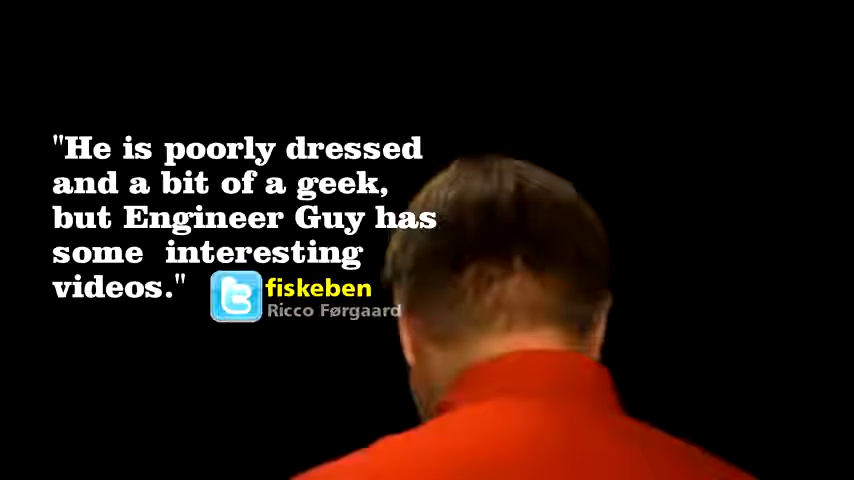 "He is poorly dressed
and a bit of a geek,
but Engineer Guy has
some interesting
videos."
fiskeben
Ricco Førgaard